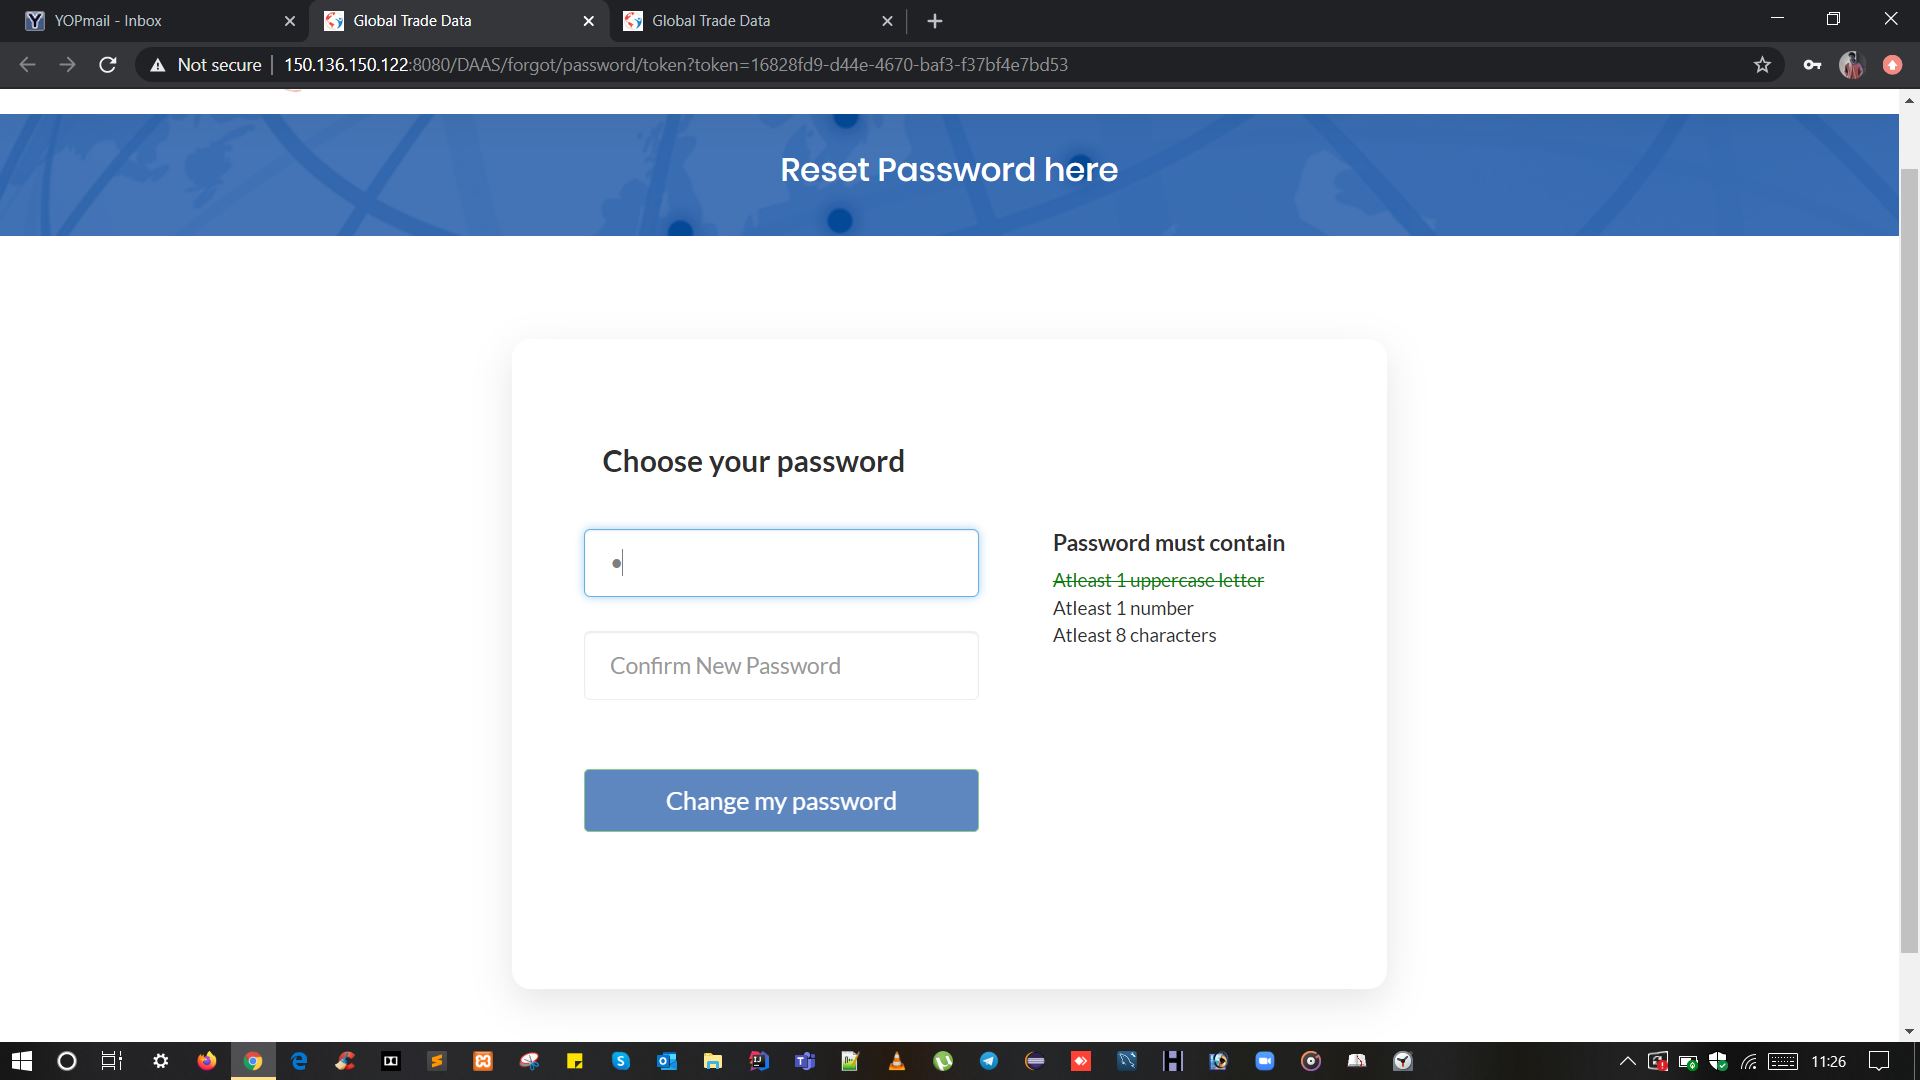 YOPmail - Inbox
Global Trade Data
Global Trade Data
Not secure
150.136.150.122:8080/DAAS/forgot/password/token?token=16828fd9-d44e-4670-baf3-f37bf4e7bd53
Reset Password here
Choose your password
Password must contain
Atleast 1 uppercase letter
Atleast 1 number
Atleast 8 characters
Confirm New Password
Change my password
11:26